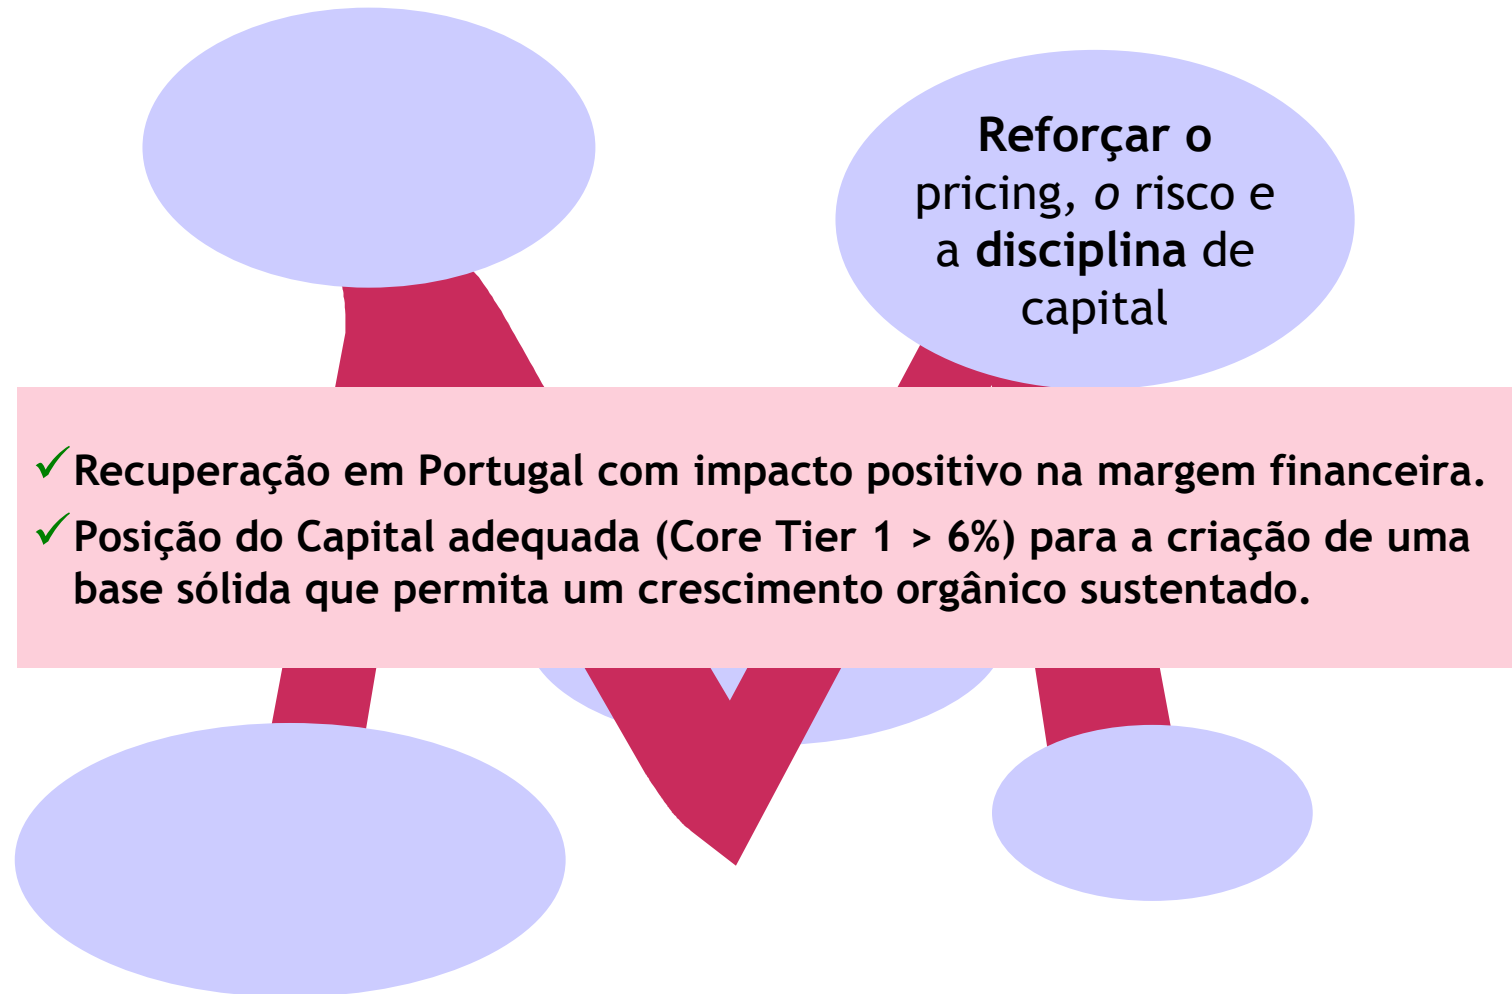 Reforçar o
pricing, o risco e
a disciplina de
capital
✓Recuperação em Portugal com impacto positivo na margem financeira.
✓Posição do Capital adequada (Core Tier 1 > 6%) para a criação de uma
base sólida que permita um crescimento orgânico sustentado.